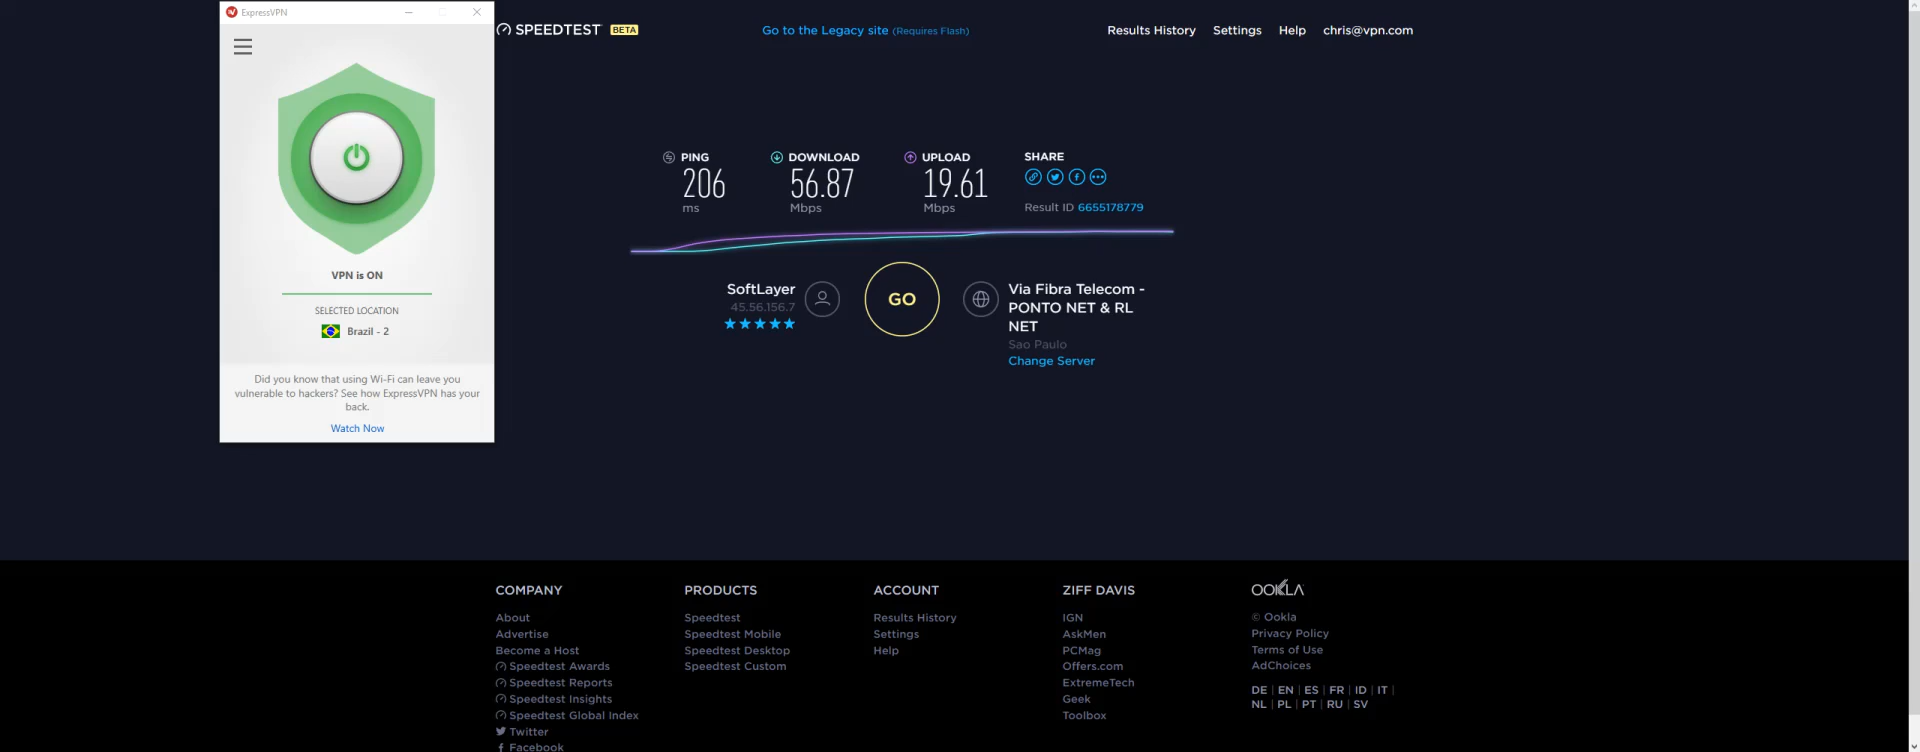 ExpressVPN
VPN is ON
SELECTED LOCATION
Brazil - 2
Did you know that using Wi-Fi can leave you
vulnerable to hackers? See how ExpressVPN has your
back.
Watch Now
SPEEDTEST BETA
Go to the Legacy site (Requires Flash)
Results History Settings Help chris@vpn.com
PING
206
ms
DOWNLOAD
56.87
Mbps
UPLOAD
19.61
Mbps
SHARE
Result ID 6655178779
SoftLayer
45.56.156.7
GO
Via Fibra Telecom -
PONTO NET & RL
NET
Sao Paulo
Change Server
COMPANY
About
Advertise
Become a Host
Speedtest Awards
Speedtest Reports
Speedtest Insights
Speedtest Global Index
Twitter
Facebook
PRODUCTS
Speedtest
Speedtest Mobile
Speedtest Desktop
Speedtest Custom
ACCOUNT
Results History
Settings
Help
ZIFF DAVIS
IGN
AskMen
PCMag
Offers.com
ExtremeTech
Geek
Toolbox
OOKLA
© Ookla
Privacy Policy
Terms of Use
AdChoices
DE | EN | ES | FR | ID | IT |
NL | PL | PT | RU | SV